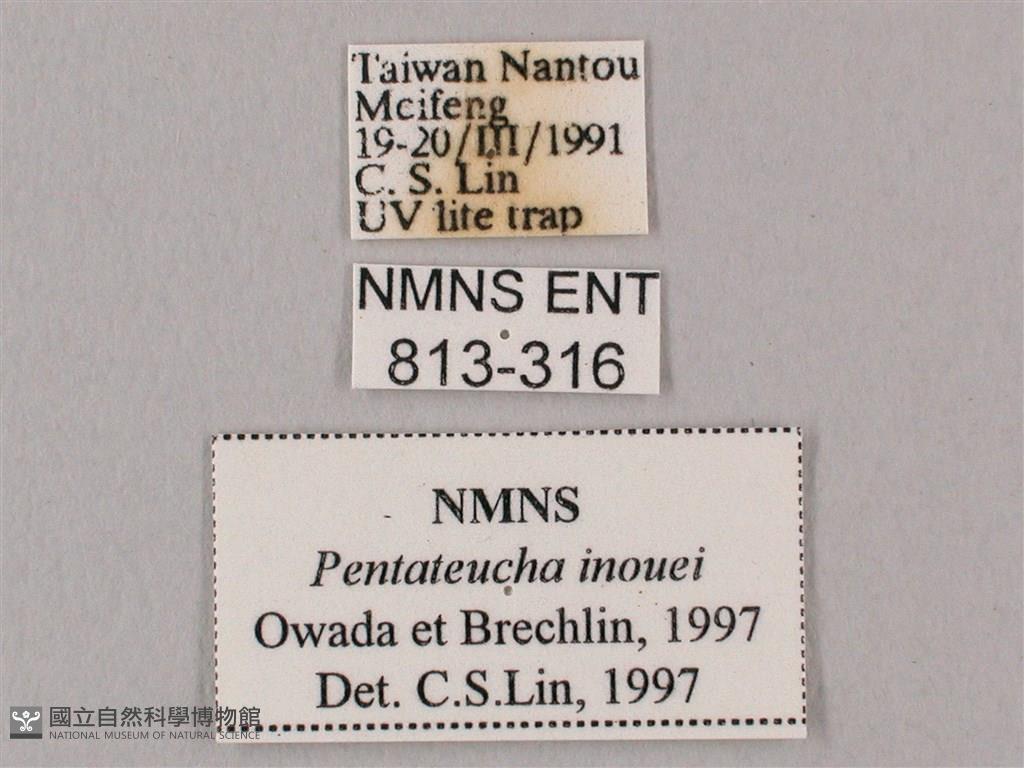 Taiwan Nantou
Meifeng
19-20/III/1991
C. S. Lin
UV lite trap
NMNS ENT
813-316
NMNS
Pentateucha inouei
Owada et Brechlin, 1997
Det. C.S.Lin, 1997
國立自然科學博物館
NATIONAL MUSEUM OF NATURAL SCIENCE